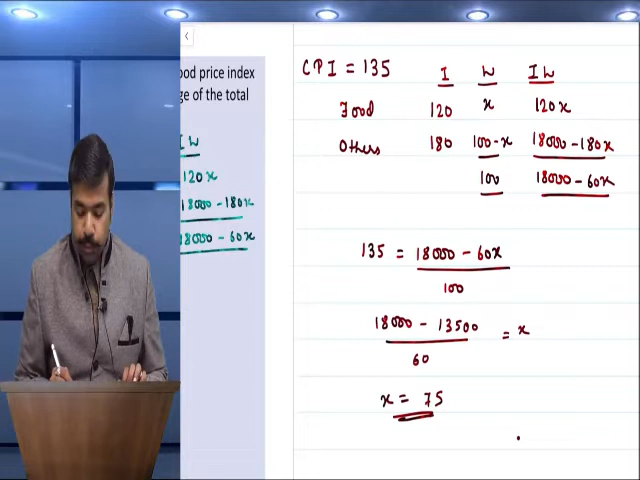 ood price index
ge of the total
IW
120x
18000 - 180x
18000 - 60x
CPI = 135
I W IW
Food 120 x 120x
Others 180 100-x 18000 - 180x
100 18000 - 60x
135 = 18000 - 60x
100
18000 - 13500 = x
60
x = 75